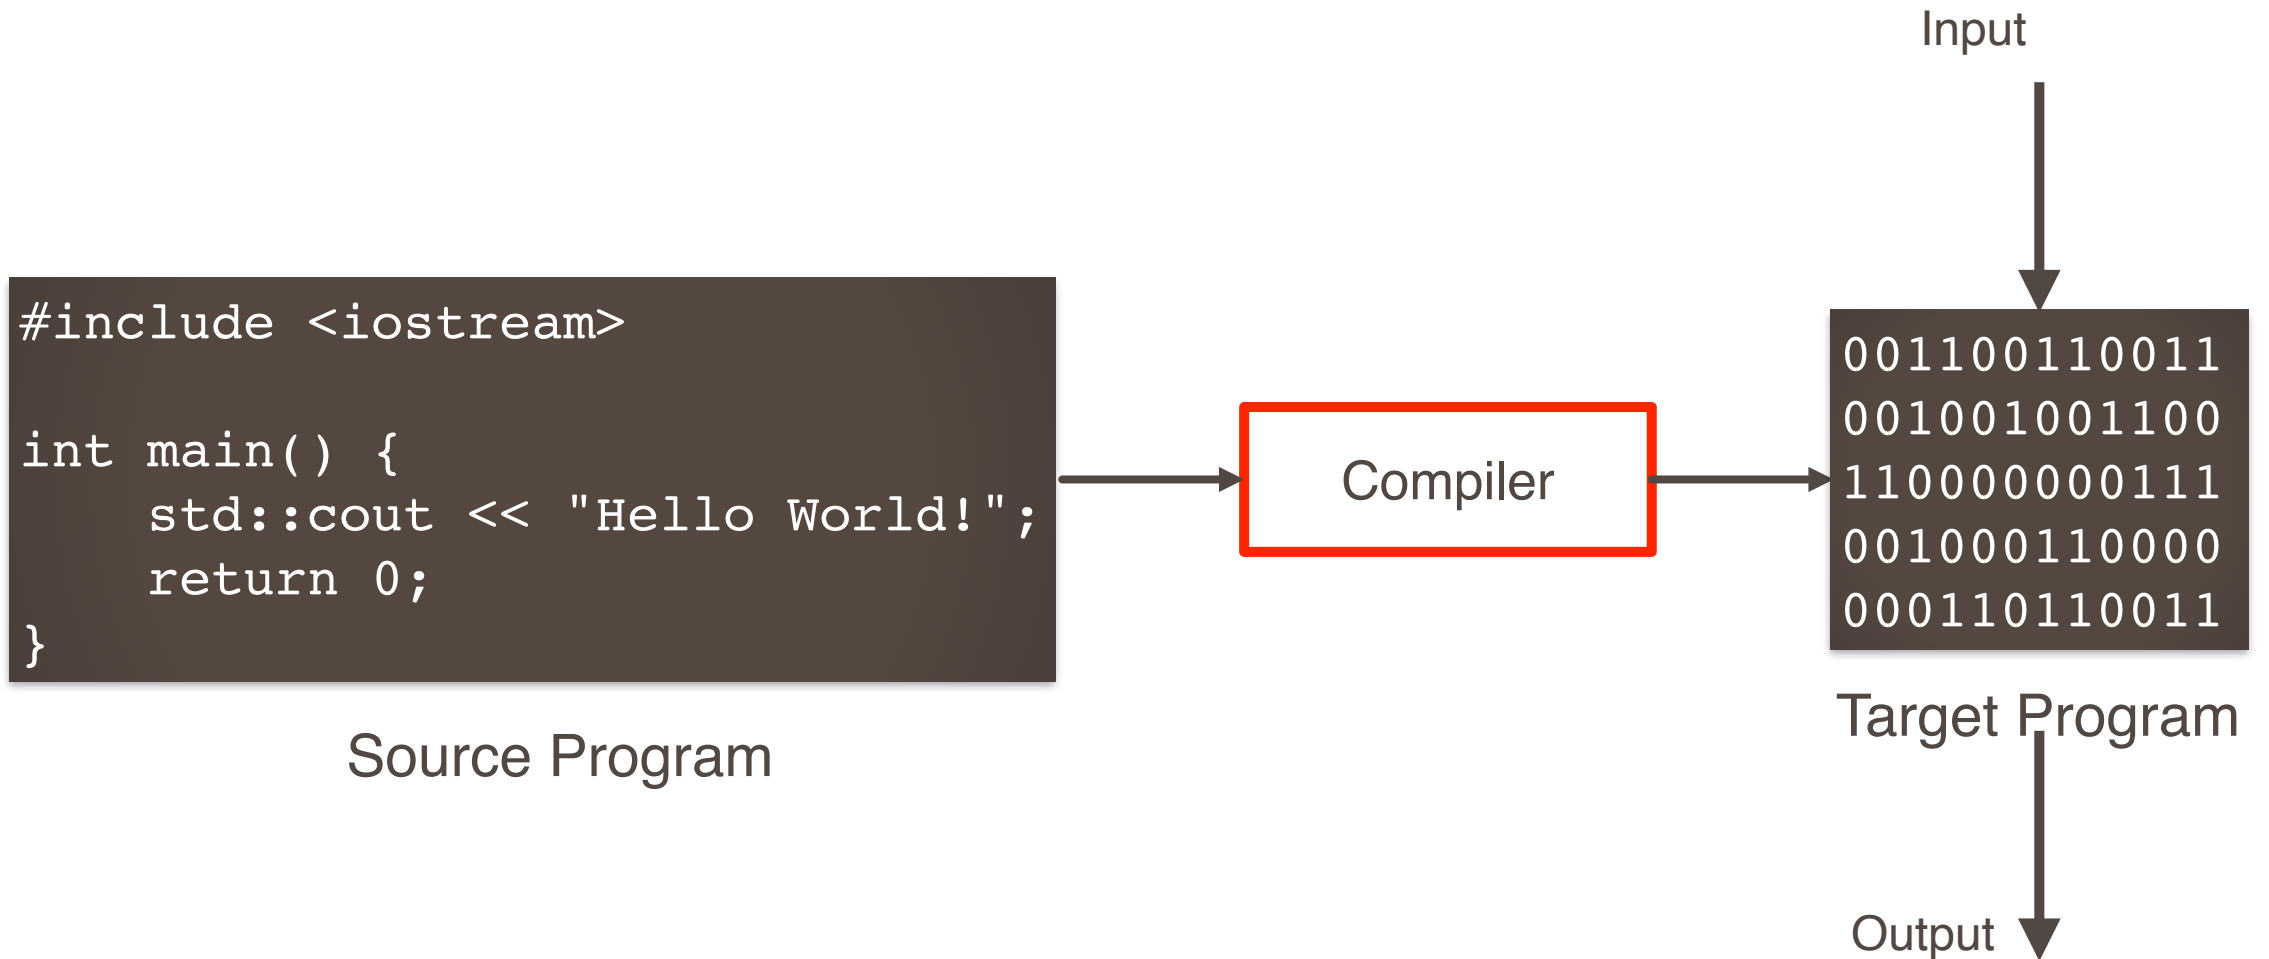 Input
#include <iostream>
int main() {
    std::cout << "Hello World!";
    return 0;
}
Source Program
Compiler
001100110011
001001001100
110000000111
001000110000
000110110011
Target Program
Output